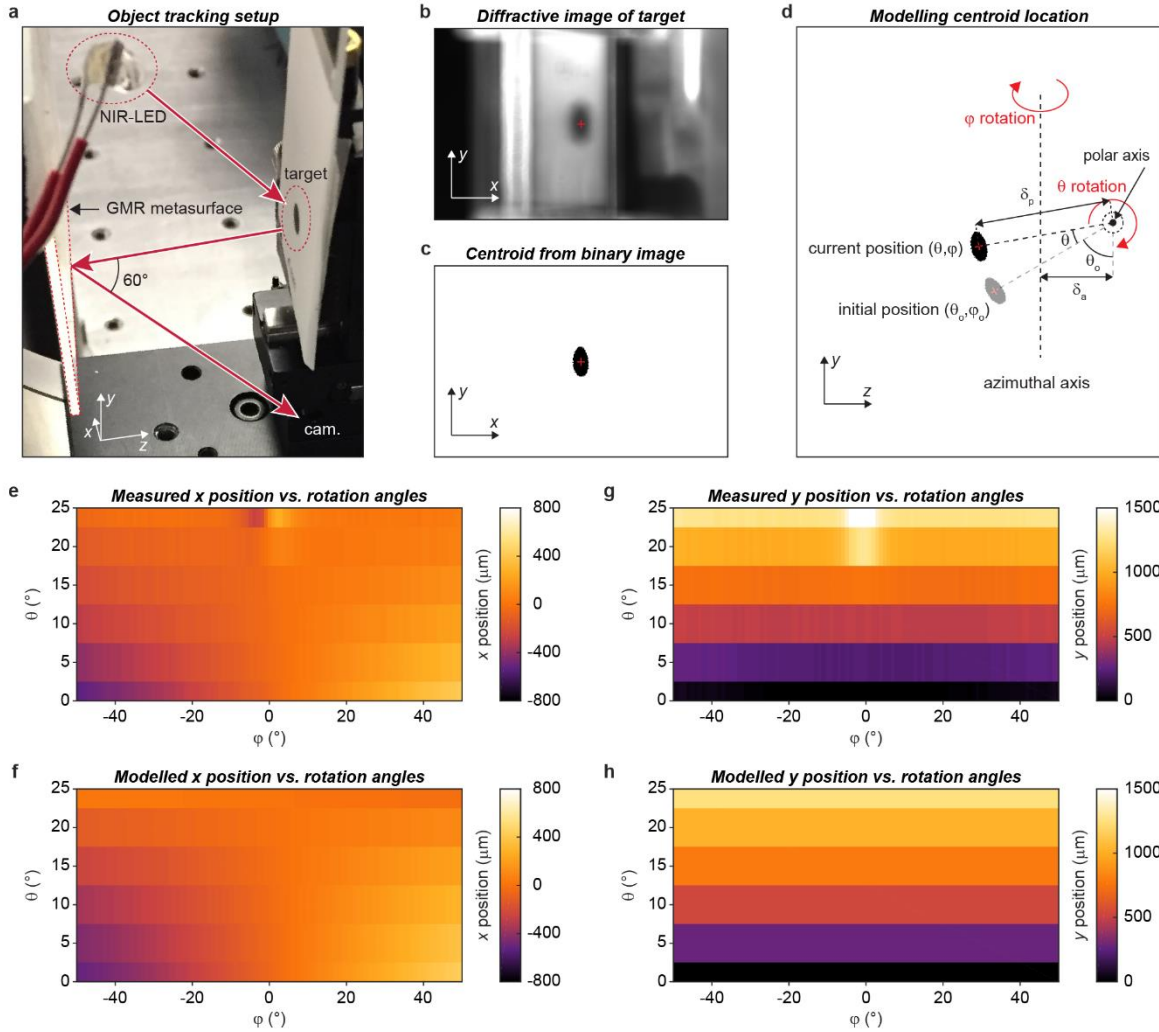 a Object tracking setup
NIR-LED
target
GMR metasurface
60°
cam.
y
x
z
b Diffractive image of target
y
x
c Centroid from binary image
y
x
d Modelling centroid location
φ rotation
polar axis
θ rotation
δp
current position (θ,φ)
θ
θo
initial position (θo,φo)
δa
y
z
azimuthal axis
e Measured x position vs. rotation angles
25
20
15
10
5
0
θ (°)
-40 -20 0 20 40
φ (°)
800
400
0
-400
-800
x position (μm)
g Measured y position vs. rotation angles
25
20
15
10
5
0
θ (°)
-40 -20 0 20 40
φ (°)
1500
1000
500
0
y position (μm)
f Modelled x position vs. rotation angles
25
20
15
10
5
0
θ (°)
-40 -20 0 20 40
φ (°)
800
400
0
-400
-800
x position (μm)
h Modelled y position vs. rotation angles
25
20
15
10
5
0
θ (°)
-40 -20 0 20 40
φ (°)
1500
1000
500
0
y position (μm)